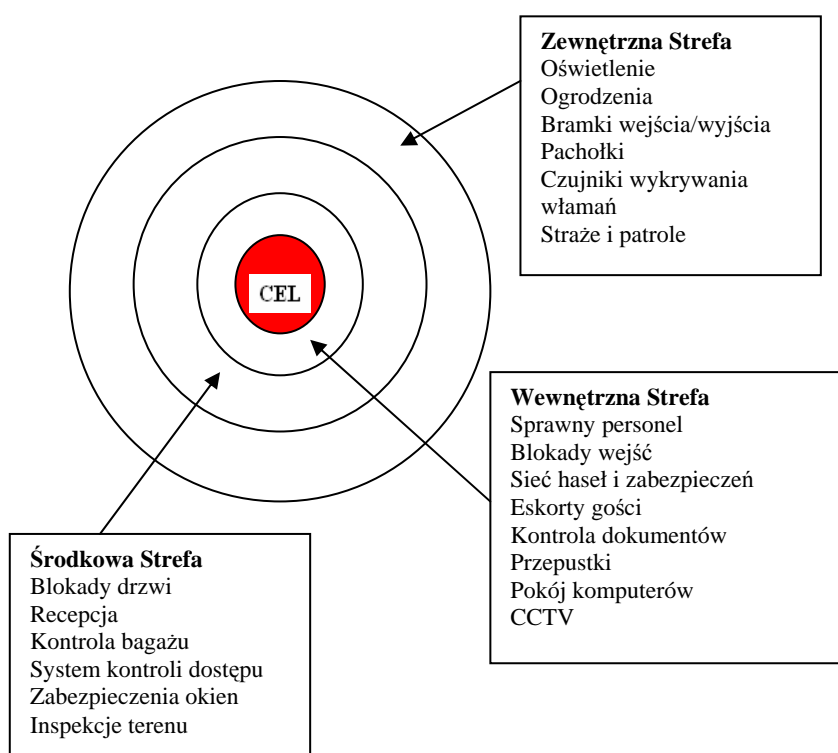 Zewnętrzna Strefa
Oświetlenie
Ogrodzenia
Bramki wejścia/wyjścia
Pachołki
Czujniki wykrywania
włamań
Straże i patrole
CEL
Wewnętrzna Strefa
Sprawny personel
Blokady wejść
Sieć haseł i zabezpieczeń
Eskorty gości
Kontrola dokumentów
Przepustki
Pokój komputerów
CCTV
Środkowa Strefa
Blokady drzwi
Recepcja
Kontrola bagażu
System kontroli dostępu
Zabezpieczenia okien
Inspekcje terenu